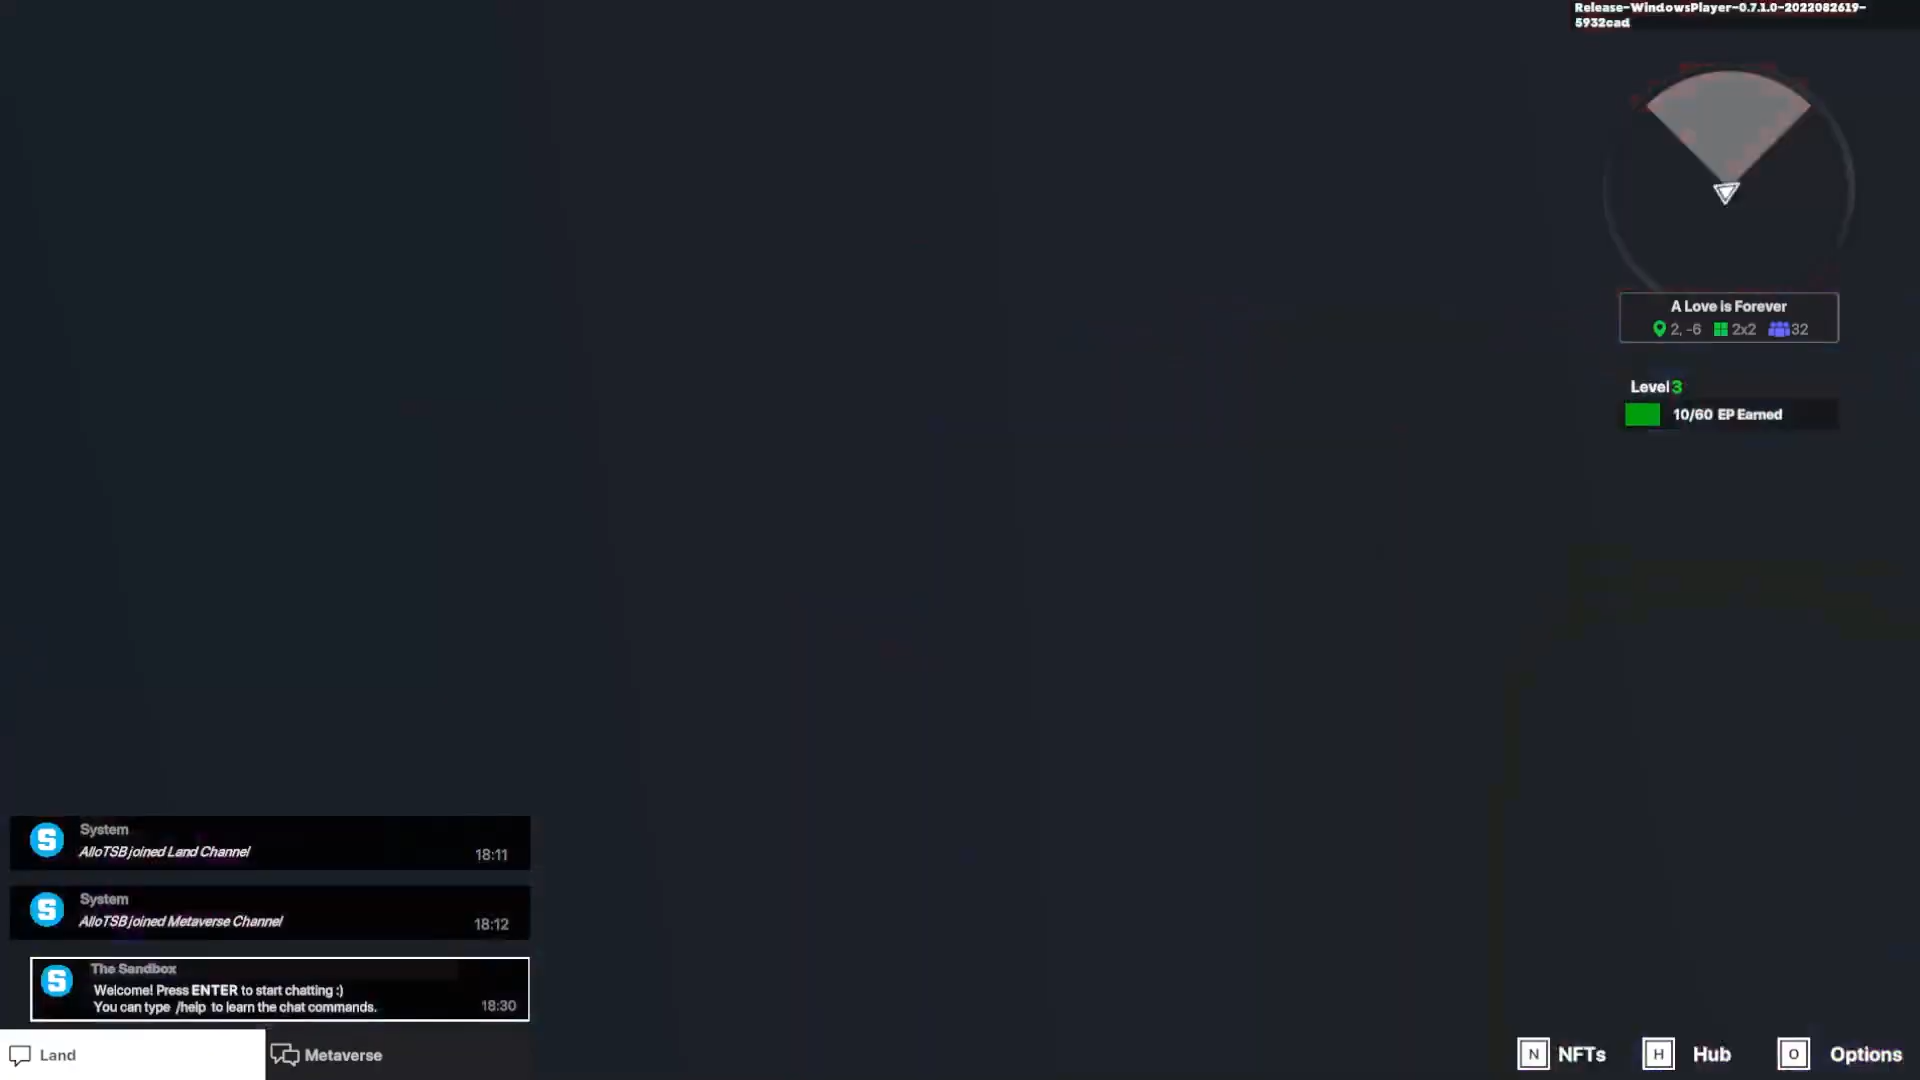 Release-WindowsPlayer-0.7.1.0-2022082619-
5932cad
A Love is Forever
2, -6 2x2 32
Level 3
10/60 EP Earned
System
AlloTSB joined Land Channel
18:11
System
AlloTSB joined Metaverse Channel
18:12
The Sandbox
Welcome! Press ENTER to start chatting :)
You can type /help to learn the chat commands.
18:30
Land
Metaverse
N NFTs
H Hub
O Options